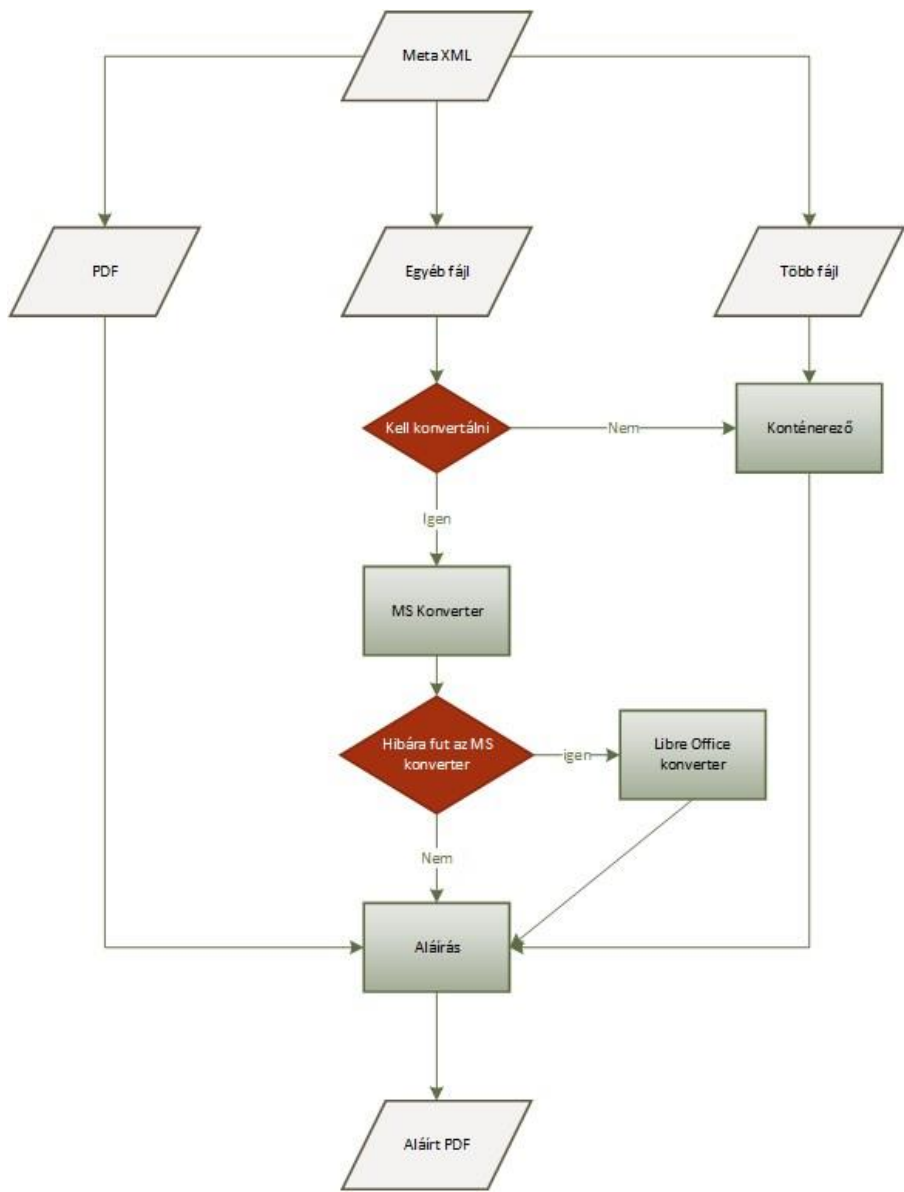 Meta XML
PDF
Egyéb fájl
Több fájl
Kell konvertálni
Nem
Konténerező
Igen
MS Konverter
Hibára fut az MS
konverter
igen
Libre Office
konverter
Nem
Aláírás
Aláírt PDF